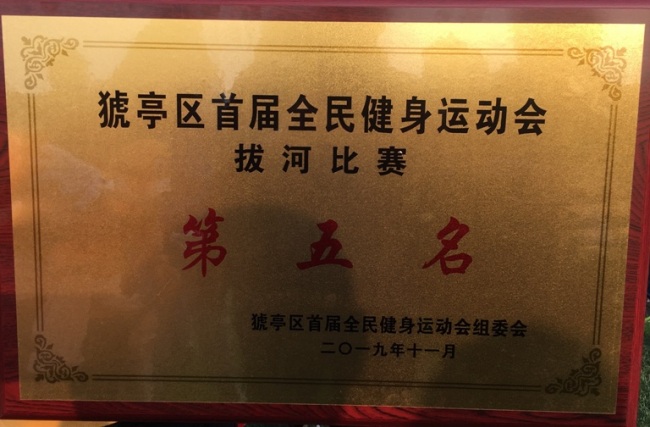 猇亭区首届全民健身运动会
拔河比赛
第五名
猇亭区首届全民健身运动会组委会
二〇一九年十一月